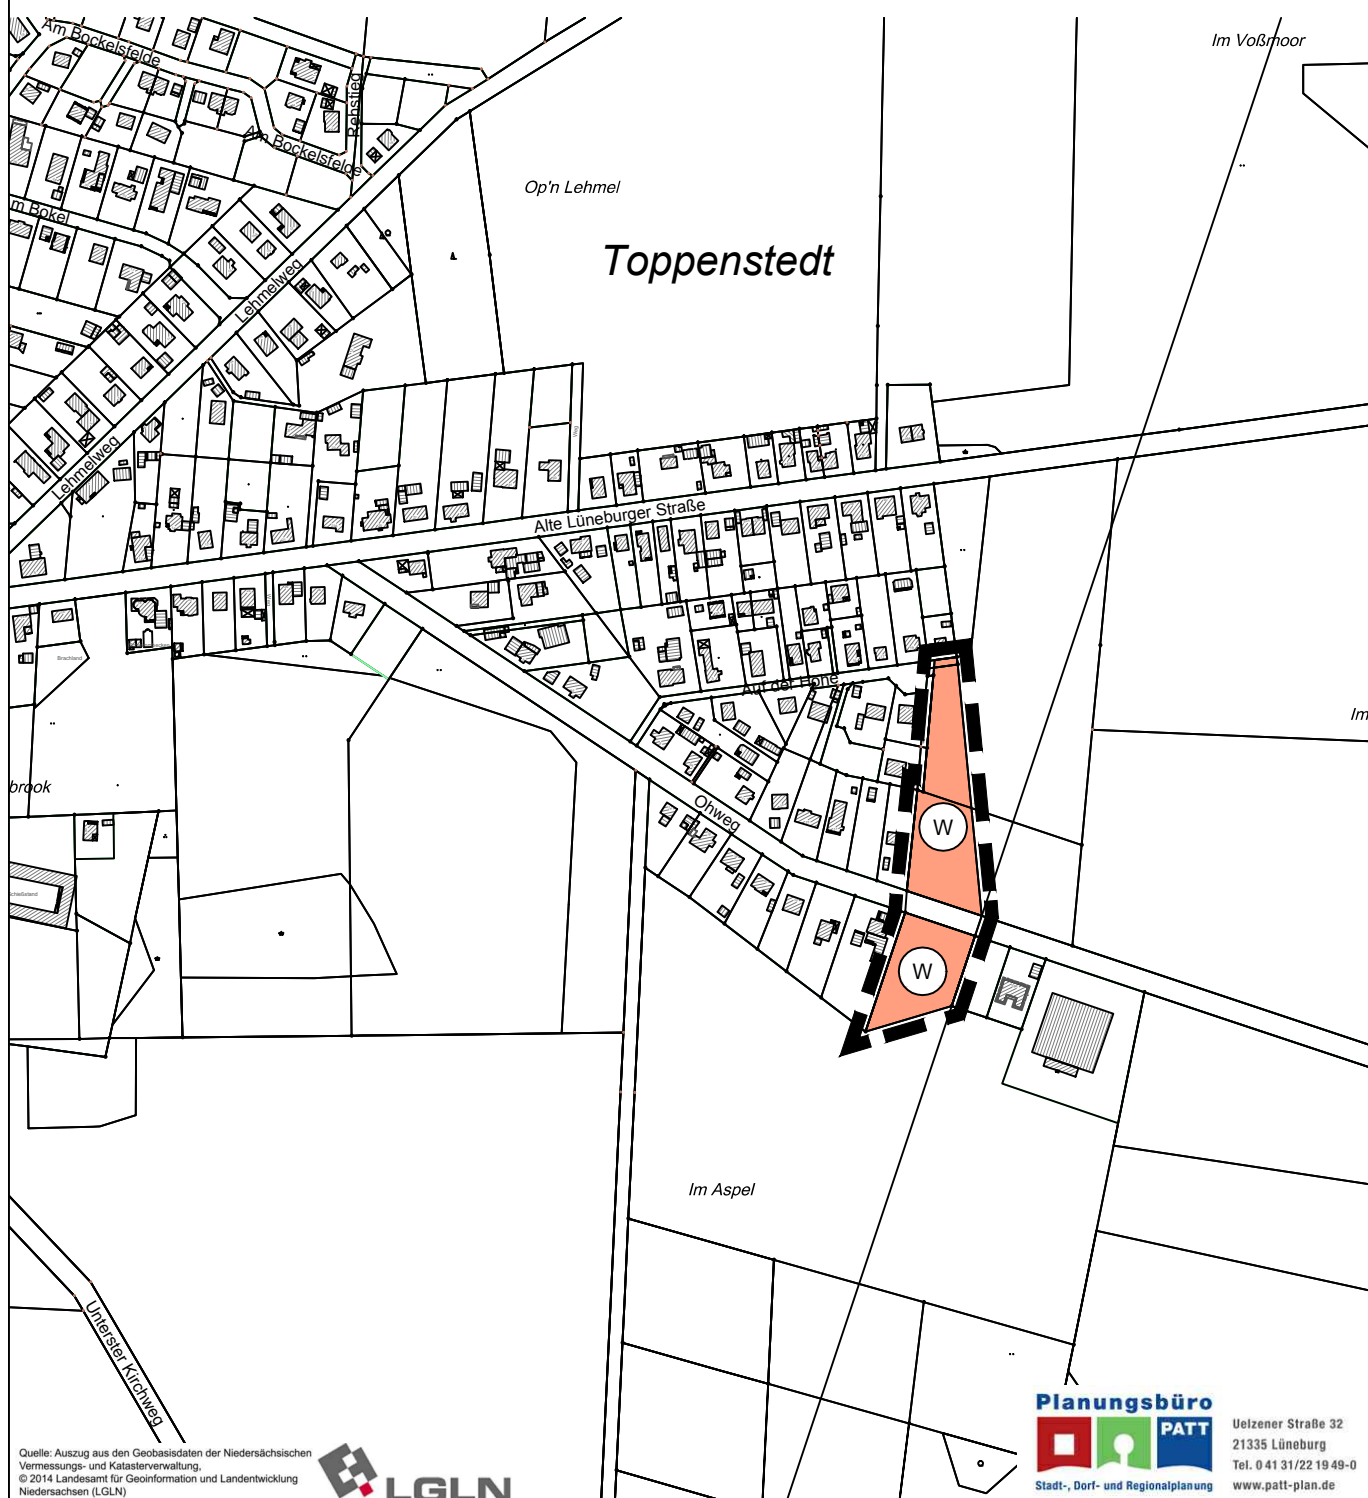 Am Bockelsfelde
Rehstieg
Im Voßmoor
Am Bockelsfelde
Op'n Lehmel
m Bokel
Toppenstedt
Lehmelweg
Weg
Lehmelweg
Alte Lüneburger Straße
Weg
Brachland
Auf der Höhe
Im
brook
Ohweg
W
W
Im Aspel
Unterster Kirchweg
Quelle: Auszug aus den Geobasisdaten der Niedersächsischen
Vermessungs- und Katasterverwaltung,
© 2014 Landesamt für Geoinformation und Landentwicklung
Niedersachsen (LGLN)
LGLN
Planungsbüro
PATT
Stadt-, Dorf- und Regionalplanung
Uelzener Straße 32
21335 Lüneburg
Tel. 0 41 31/22 19 49-0
www.patt-plan.de